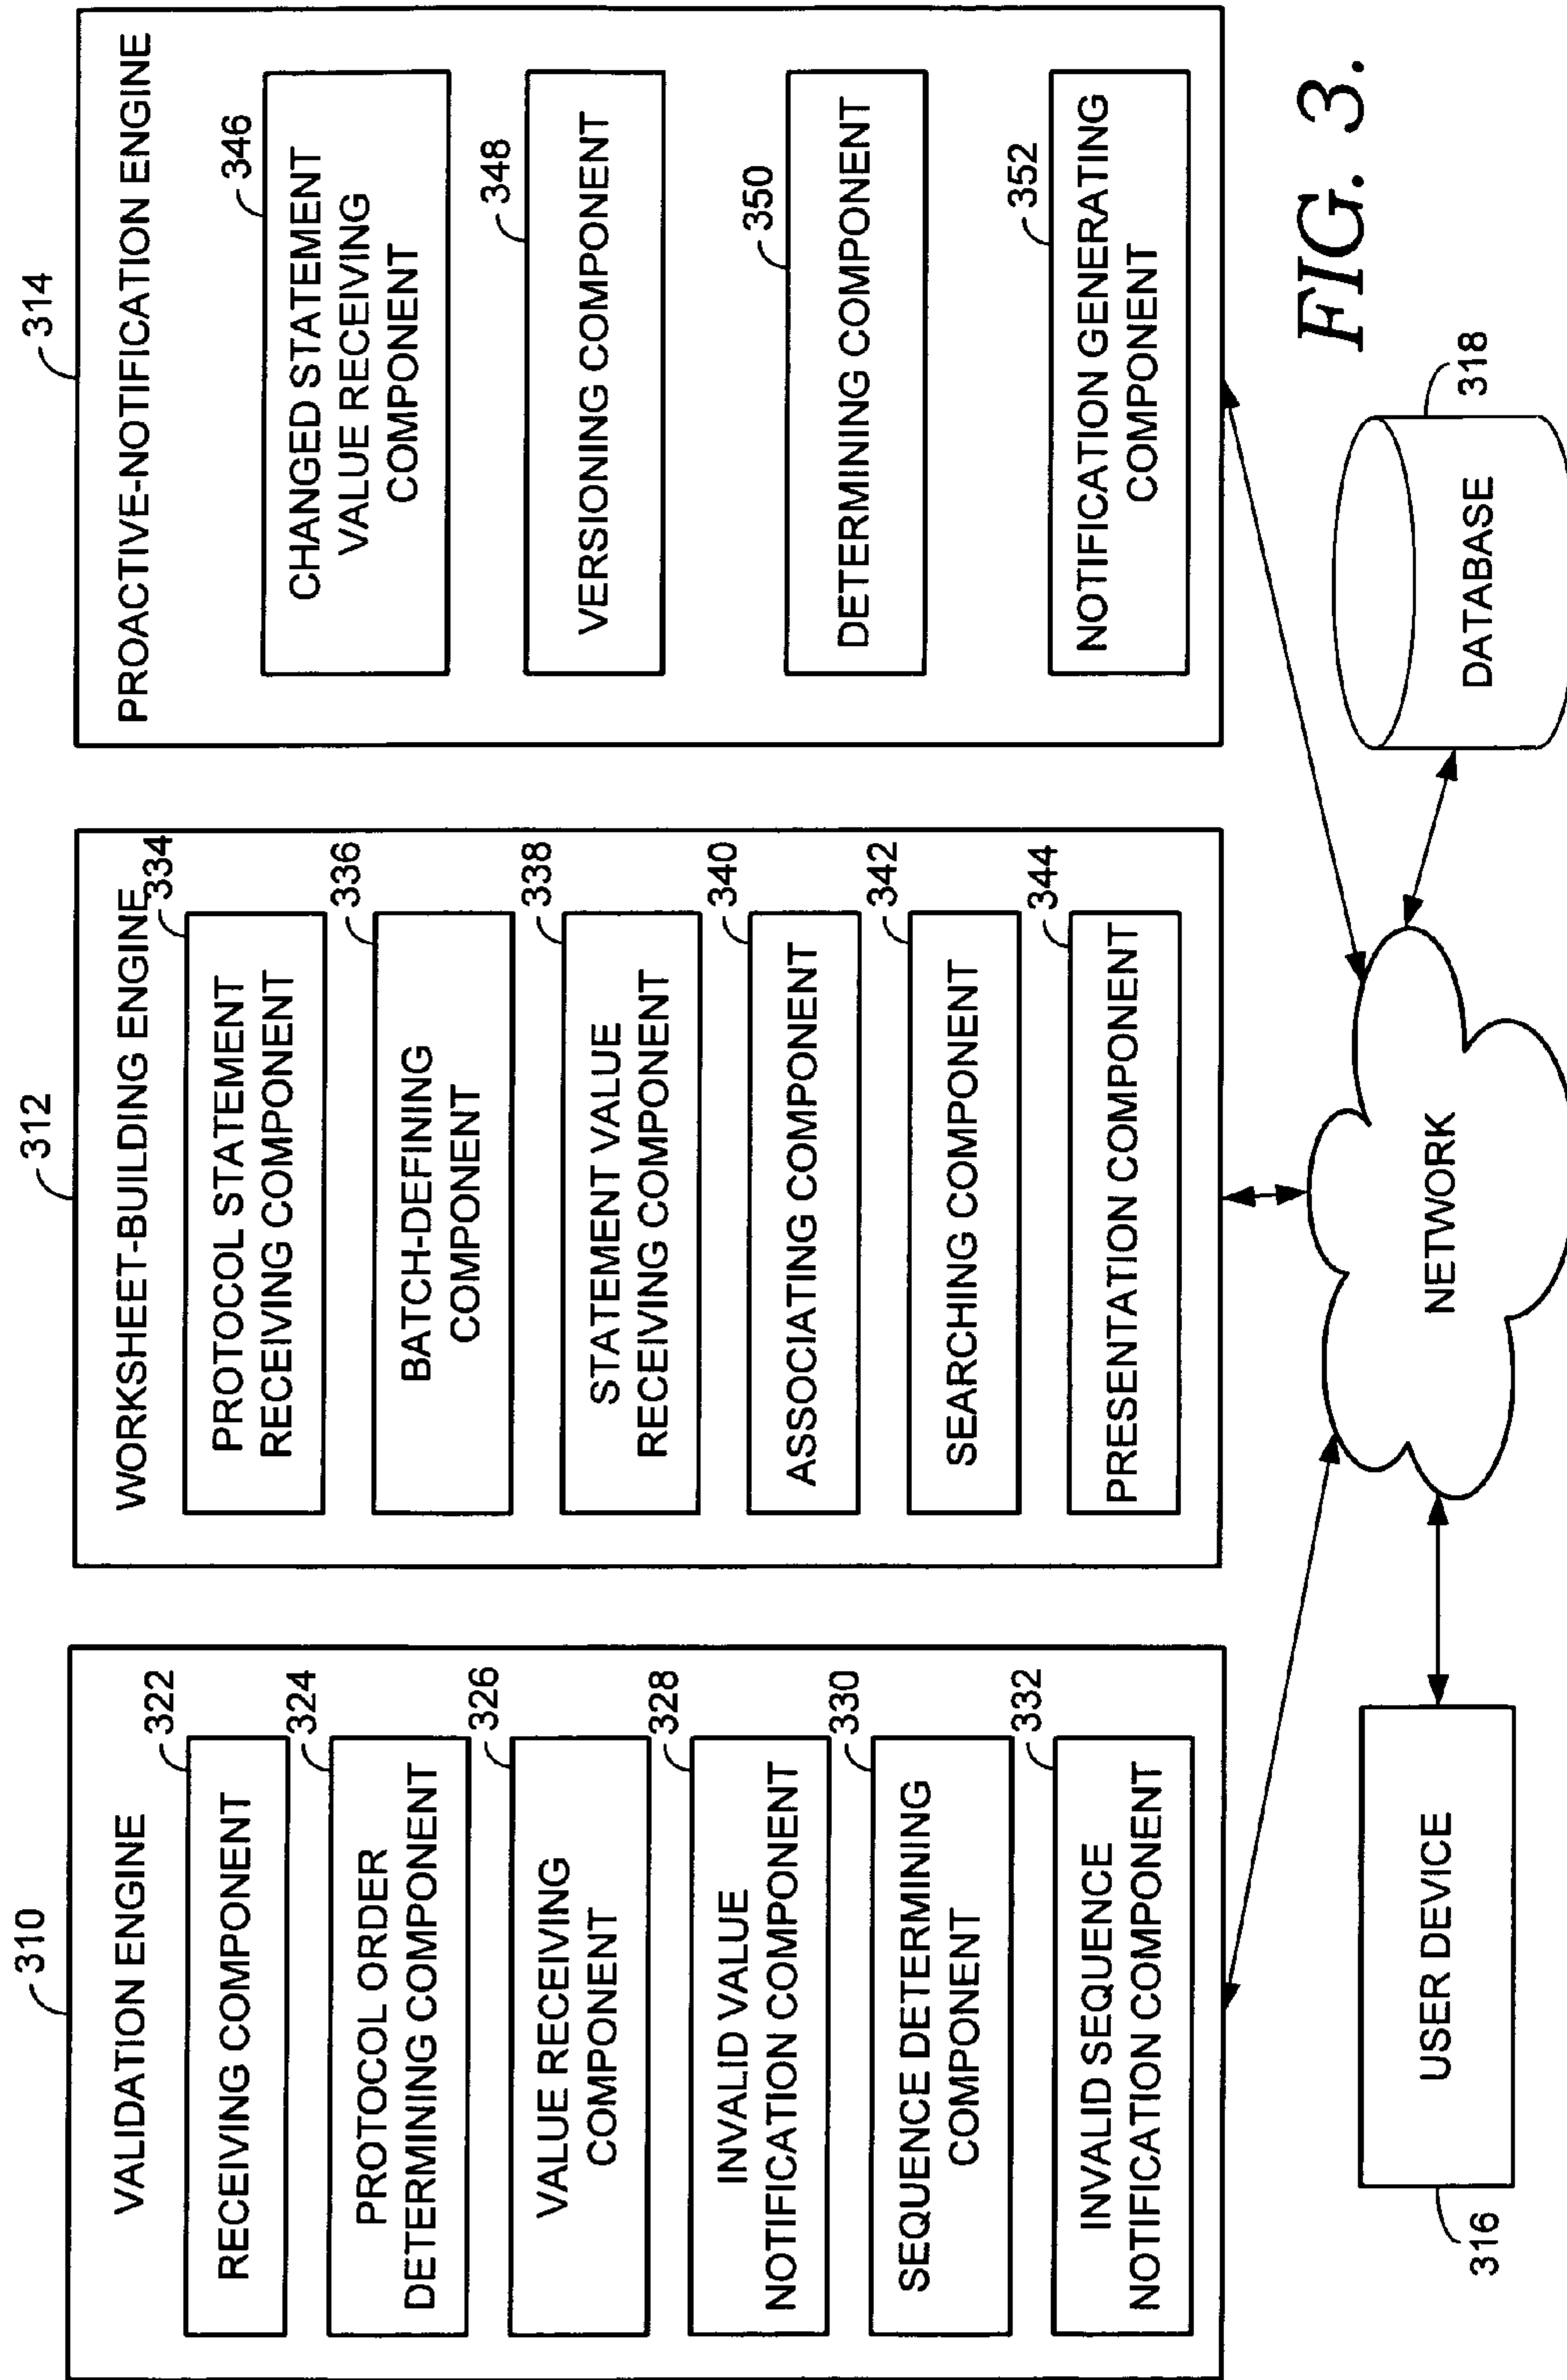 310
VALIDATION ENGINE
322
RECEIVING COMPONENT
324
PROTOCOL ORDER
DETERMINING COMPONENT
326
VALUE RECEIVING
COMPONENT
328
INVALID VALUE
NOTIFICATION COMPONENT
330
SEQUENCE DETERMINING
COMPONENT
332
INVALID SEQUENCE
NOTIFICATION COMPONENT
312
WORKSHEET-BUILDING ENGINE
334
PROTOCOL STATEMENT
RECEIVING COMPONENT
336
BATCH-DEFINING
COMPONENT
338
STATEMENT VALUE
RECEIVING COMPONENT
340
ASSOCIATING COMPONENT
342
SEARCHING COMPONENT
344
PRESENTATION COMPONENT
314
PROACTIVE-NOTIFICATION ENGINE
346
CHANGED STATEMENT
VALUE RECEIVING
COMPONENT
348
VERSIONING COMPONENT
350
DETERMINING COMPONENT
352
NOTIFICATION GENERATING
COMPONENT
316
USER DEVICE
NETWORK
DATABASE
318
FIG. 3.